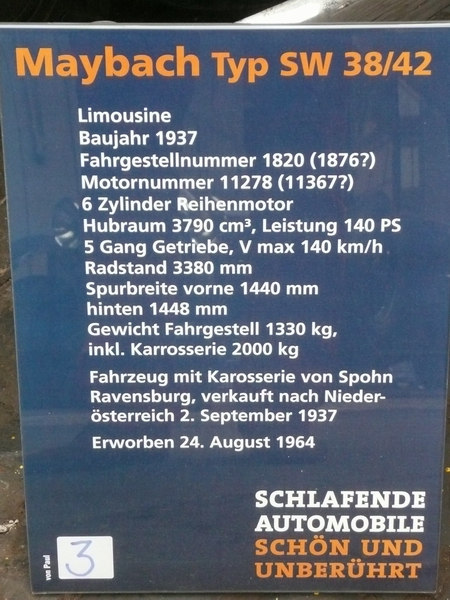 Maybach Typ SW 38/42
Limousine
Baujahr 1937
Fahrgestellnummer 1820 (1876?)
Motornummer 11278 (11367?)
6 Zylinder Reihenmotor
Hubraum 3790 cm³, Leistung 140 PS
5 Gang Getriebe, V max 140 km/h
Radstand 3380 mm
Spurbreite vorne 1440 mm
hinten 1448 mm
Gewicht Fahrgestell 1330 kg,
inkl. Karrosserie 2000 kg
Fahrzeug mit Karosserie von Spohn
Ravensburg, verkauft nach Nieder-
österreich 2. September 1937
Erworben 24. August 1964
SCHLAFENDE
AUTOMOBILE
SCHÖN UND
UNBERÜHRT
von Paul
3